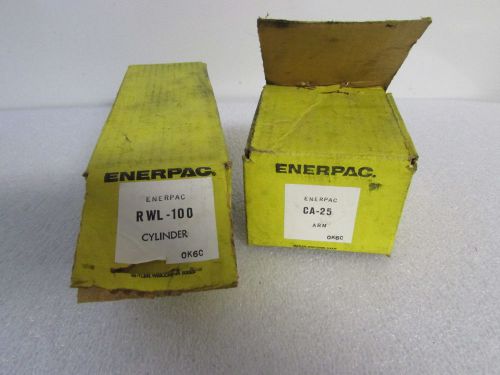 ENERPAC.
ENERPAC
RWL-100
CYLINDER
OK6C
ENERPAC.
ENERPAC
CA-25
ARM
OK6C